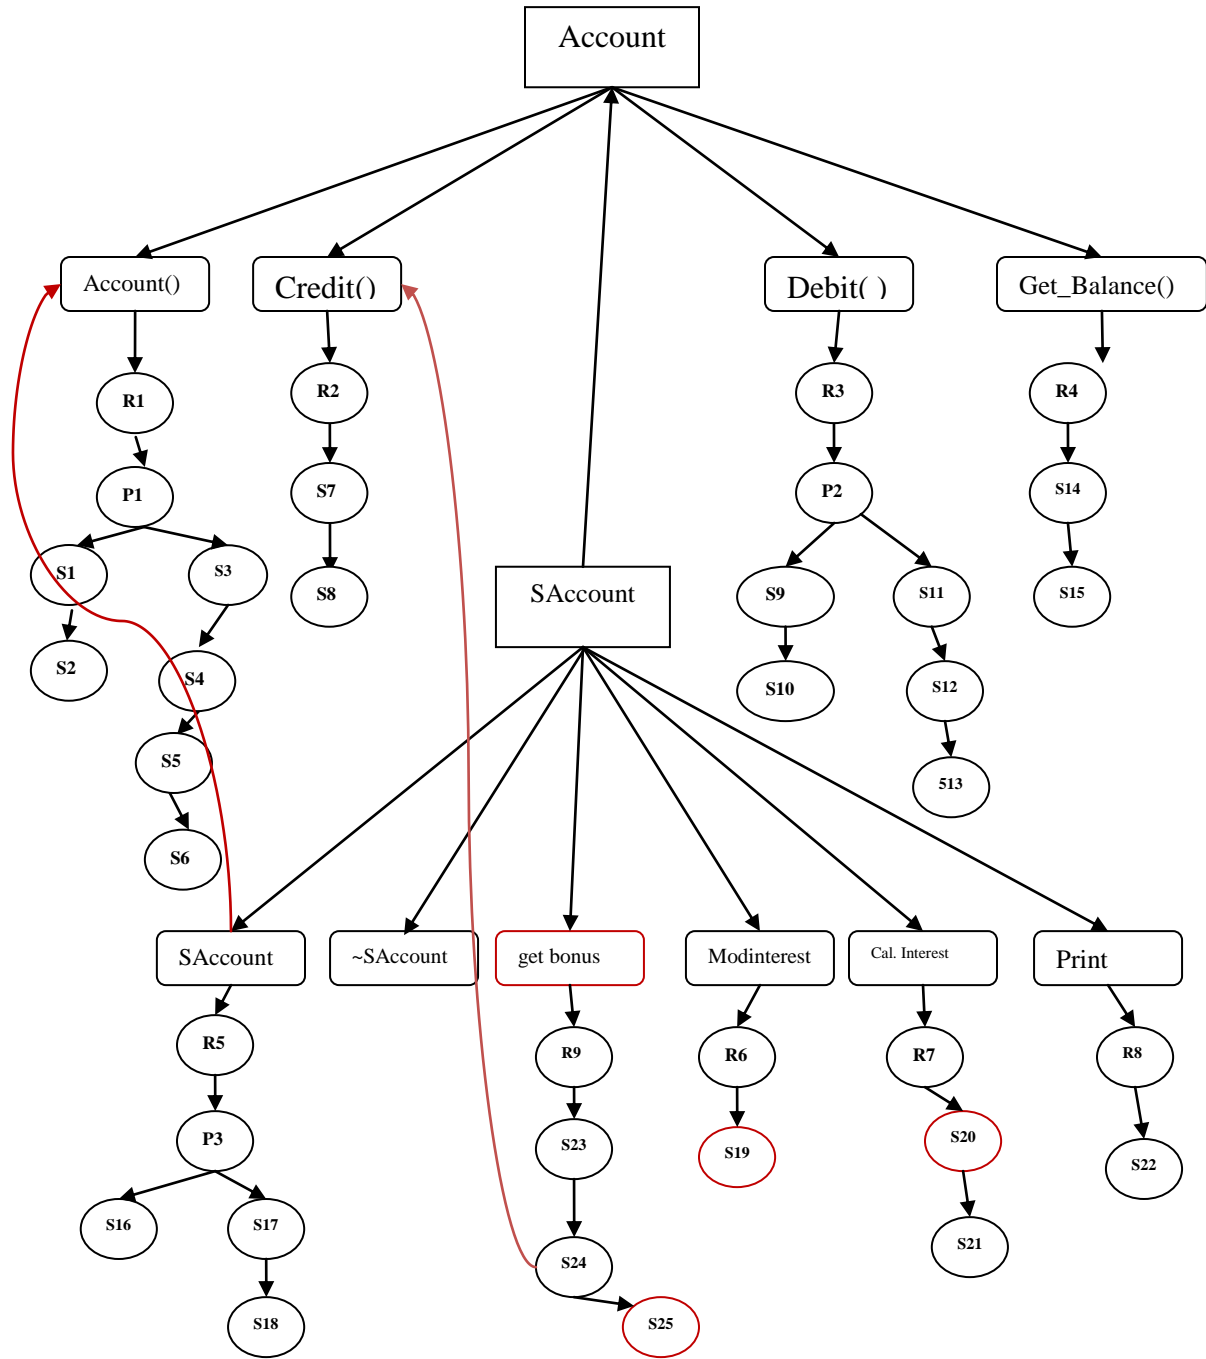 Account
Account()
Credit()
Debit( )
Get_Balance()
R1
R2
R3
R4
P1
S7
P2
S14
S1
S3
S8
S9
S11
S15
SAccount
S2
S4
S10
S12
S5
513
S6
SAccount
~SAccount
get bonus
Modinterest
Cal. Interest
Print
R5
R9
R6
R7
R8
P3
S23
S19
S20
S22
S16
S17
S24
S21
S18
S25